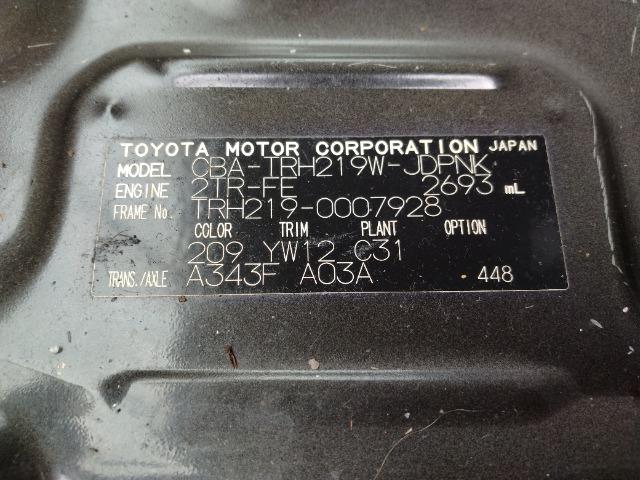 TOYOTA MOTOR CORPORATION JAPAN
MODEL CBA-TRH219W-JDPNK
ENGINE 2TR-FE 2693 mL
FRAME No. TRH219-0007928
COLOR TRIM PLANT OPTION
209 YW12 C31
TRANS./AXLE A343F A03A 448